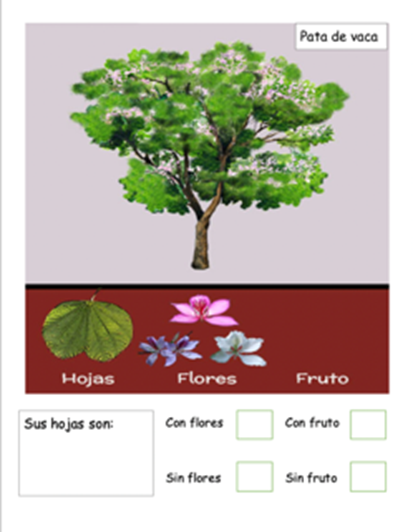 Pata de vaca
Hojas
Flores
Fruto
Sus hojas son:
Con flores
Con fruto
Sin flores
Sin fruto